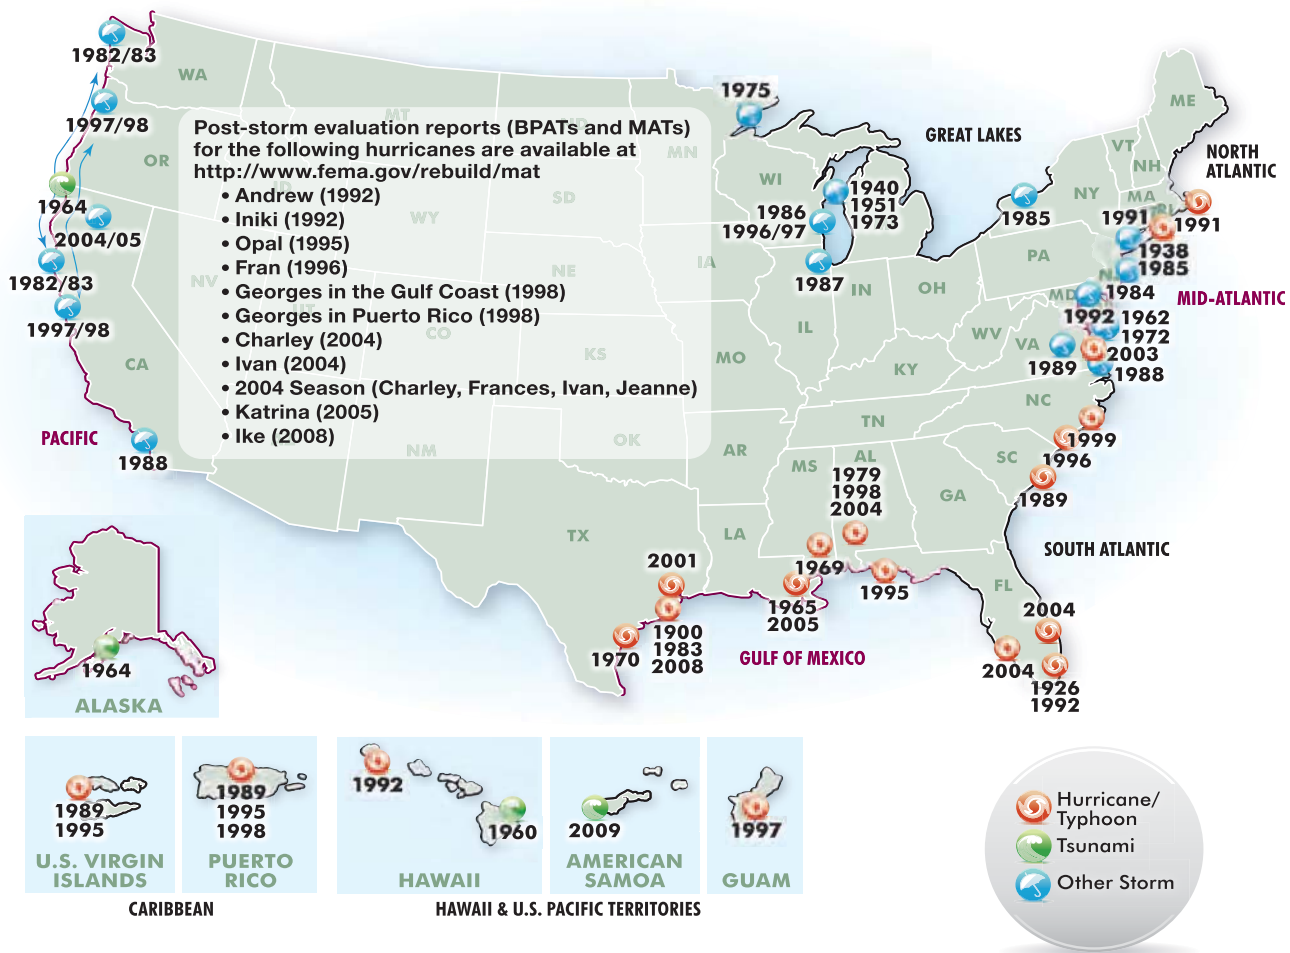 1982/83
WA
1997/98
OR
1964
2004/05
1982/83
1997/98
NV
CA
PACIFIC
1988
Post-storm evaluation reports (BPATs and MATs)
for the following hurricanes are available at
http://www.fema.gov/rebuild/mat
• Andrew (1992)
• Iniki (1992)
• Opal (1995)
• Fran (1996)
• Georges in the Gulf Coast (1998)
• Georges in Puerto Rico (1998)
• Charley (2004)
• Ivan (2004)
• 2004 Season (Charley, Frances, Ivan, Jeanne)
• Katrina (2005)
• Ike (2008)
MT
ND
ID
WY
SD
NE
UT
CO
KS
NM
OK
TX
MN
IA
MO
AR
LA
1975
GREAT LAKES
WI
1940
1951
1973
1986
1996/97
1987
IL
IN
OH
KY
TN
MS
AL
1979
1998
2004
GA
SC
NC
WV
VA
MD
PA
NJ
NY
VT
NH
ME
MA
RI
NORTH
ATLANTIC
1985
1991
1991
1938
1985
1984
MID-ATLANTIC
1992
1962
1972
2003
1989
1988
1999
1996
1989
SOUTH ATLANTIC
FL
2004
2004
1926
1992
1995
1969
1965
2005
GULF OF MEXICO
2001
1900
1983
2008
1970
1964
ALASKA
1989
1995
U.S. VIRGIN
ISLANDS
1989
1995
1998
PUERTO
RICO
CARIBBEAN
1992
1960
HAWAII
2009
AMERICAN
SAMOA
1997
GUAM
HAWAII & U.S. PACIFIC TERRITORIES
Hurricane/
Typhoon
Tsunami
Other Storm